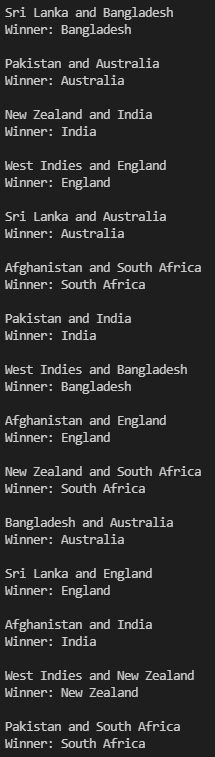 Sri Lanka and Bangladesh
Winner: Bangladesh
Pakistan and Australia
Winner: Australia
New Zealand and India
Winner: India
West Indies and England
Winner: England
Sri Lanka and Australia
Winner: Australia
Afghanistan and South Africa
Winner: South Africa
Pakistan and India
Winner: India
West Indies and Bangladesh
Winner: Bangladesh
Afghanistan and England
Winner: England
New Zealand and South Africa
Winner: South Africa
Bangladesh and Australia
Winner: Australia
Sri Lanka and England
Winner: England
Afghanistan and India
Winner: India
West Indies and New Zealand
Winner: New Zealand
Pakistan and South Africa
Winner: South Africa